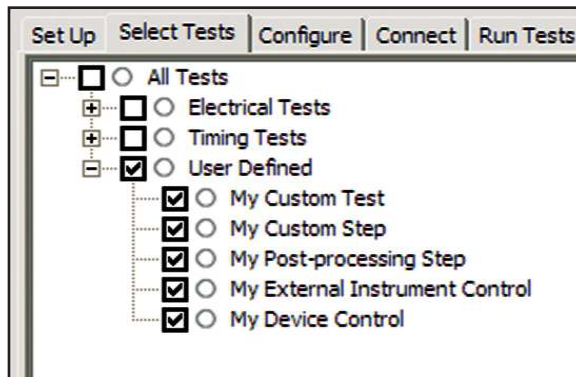 Set Up Select Tests Configure Connect Run Tests
All Tests
Electrical Tests
Timing Tests
User Defined
My Custom Test
My Custom Step
My Post-processing Step
My External Instrument Control
My Device Control